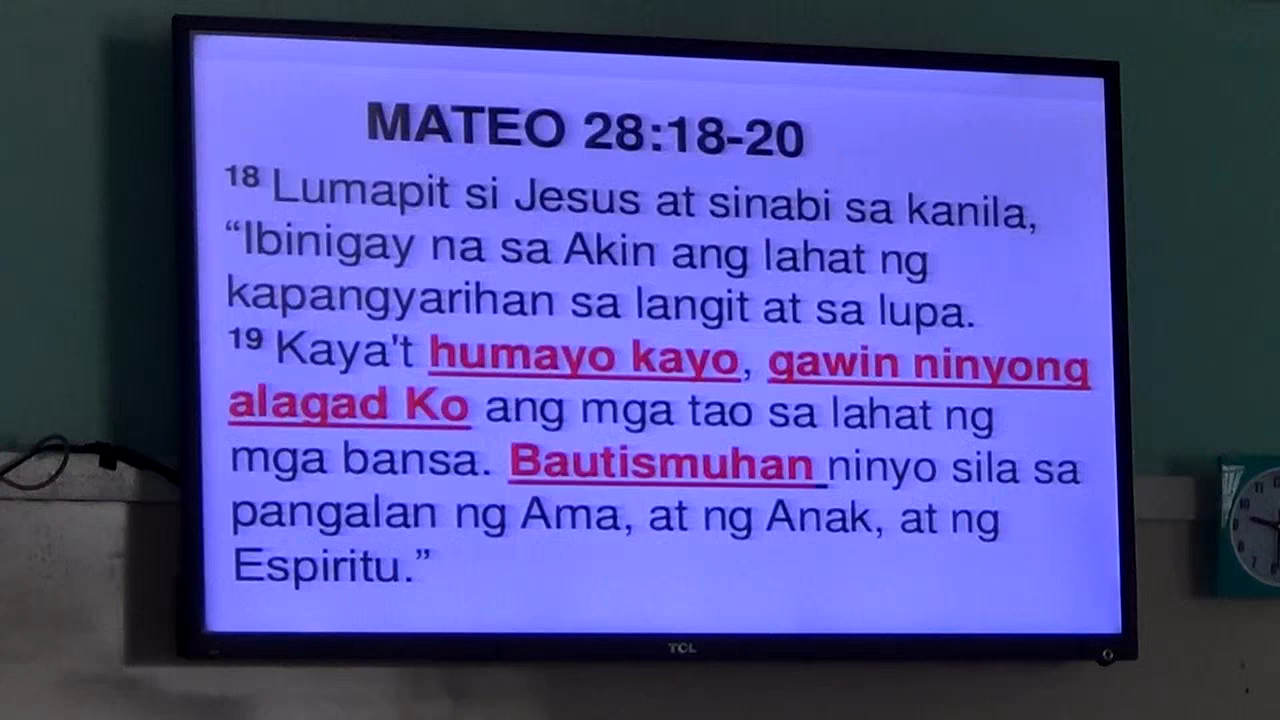 MATEO 28:18-20
18 Lumapit si Jesus at sinabi sa kanila,
“Ibinigay na sa Akin ang lahat ng
kapangyarihan sa langit at sa lupa.
19 Kaya't humayo kayo, gawin ninyong
alagad Ko ang mga tao sa lahat ng
mga bansa. Bautismuhan ninyo sila sa
pangalan ng Ama, at ng Anak, at ng
Espiritu.”
TCL